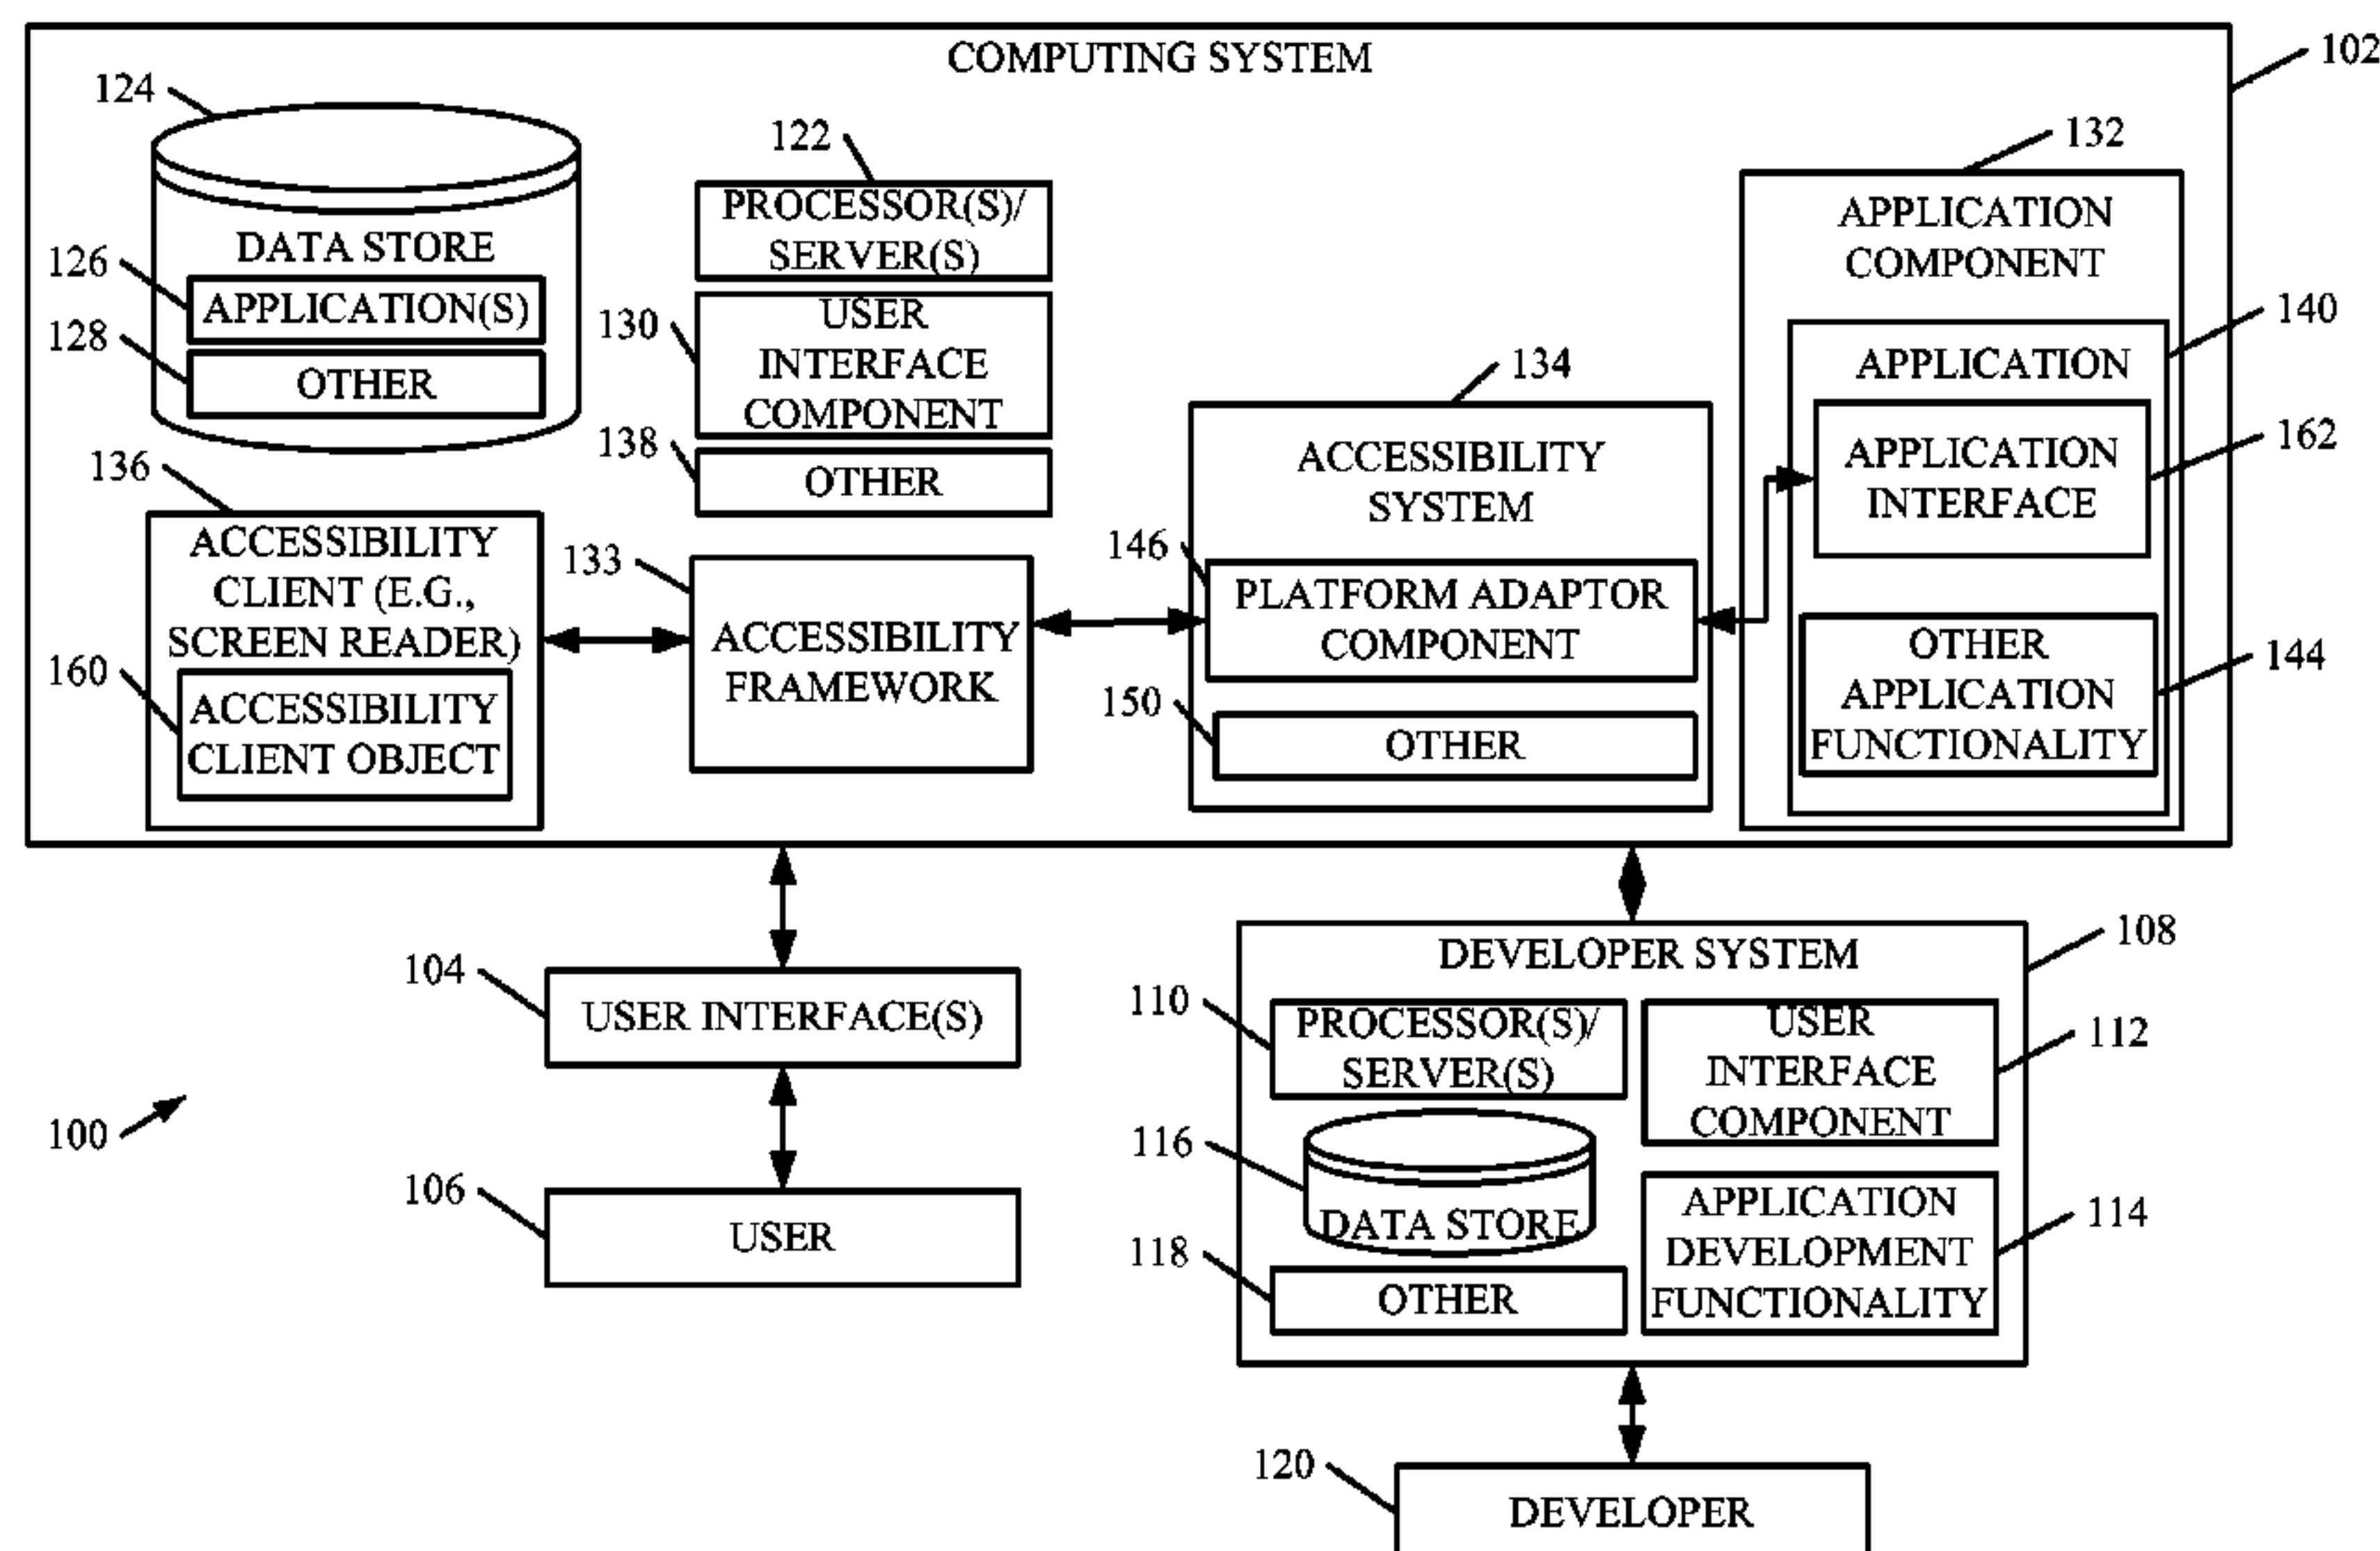 COMPUTING SYSTEM
102
124
DATA STORE
126
APPLICATION(S)
128
OTHER
122
PROCESSOR(S)/
SERVER(S)
130
USER
INTERFACE
COMPONENT
138
OTHER
132
APPLICATION
COMPONENT
140
APPLICATION
162
APPLICATION
INTERFACE
OTHER
APPLICATION
FUNCTIONALITY
144
134
ACCESSIBILITY
SYSTEM
146
PLATFORM ADAPTOR
COMPONENT
150
OTHER
136
ACCESSIBILITY
CLIENT (E.G.,
SCREEN READER)
160
ACCESSIBILITY
CLIENT OBJECT
133
ACCESSIBILITY
FRAMEWORK
104
USER INTERFACE(S)
106
USER
100
108
DEVELOPER SYSTEM
110
PROCESSOR(S)/
SERVER(S)
112
USER
INTERFACE
COMPONENT
116
DATA STORE
114
APPLICATION
DEVELOPMENT
FUNCTIONALITY
118
OTHER
120
DEVELOPER